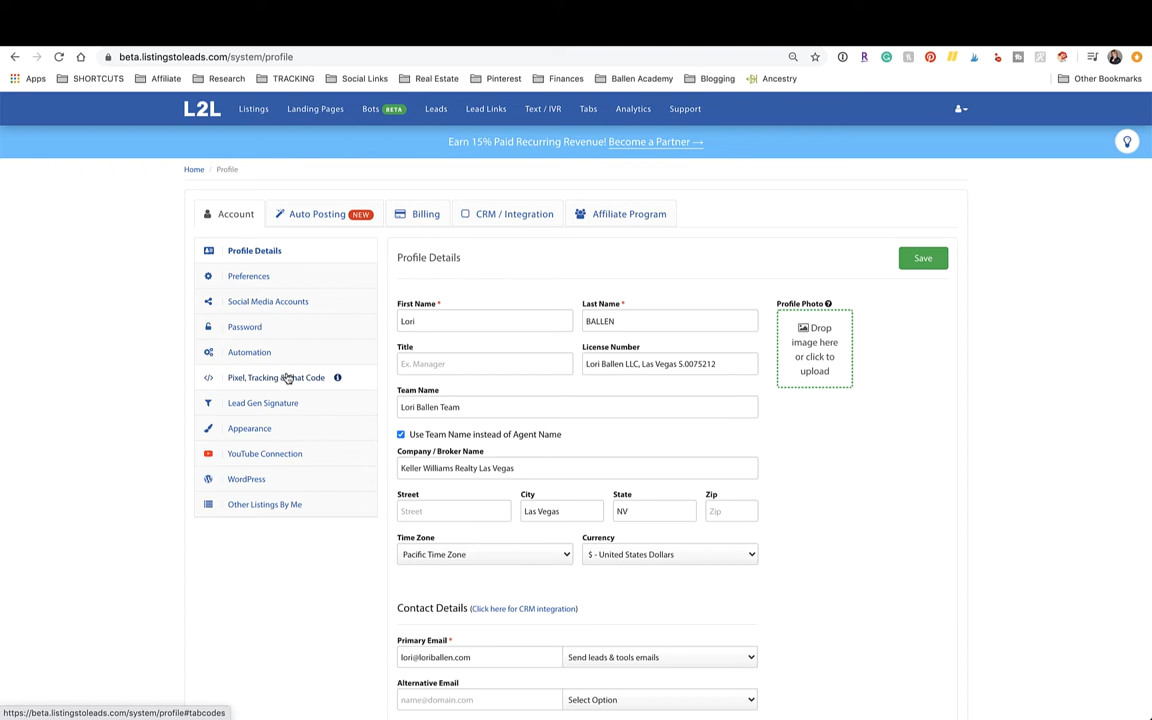 beta.listingstoleads.com/system/profile
Apps SHORTCUTS Affiliate Research TRACKING Social Links Real Estate Pinterest Finances Ballen Academy Blogging Ancestry Other Bookmarks
L2L Listings Landing Pages Bots BETA Leads Lead Links Text / IVR Tabs Analytics Support
Earn 15% Paid Recurring Revenue! Become a Partner →
Home / Profile
Account Auto Posting NEW Billing CRM / Integration Affiliate Program
Profile Details
Preferences
Social Media Accounts
Password
Automation
Pixel, Tracking & Chat Code
Lead Gen Signature
Appearance
YouTube Connection
WordPress
Other Listings By Me
Profile Details Save
First Name * Last Name * Profile Photo
Lori BALLEN
Drop image here or click to upload
Title License Number
Ex. Manager Lori Ballen LLC, Las Vegas S.0075212
Team Name
Lori Ballen Team
Use Team Name instead of Agent Name
Company / Broker Name
Keller Williams Realty Las Vegas
Street City State Zip
Street Las Vegas NV Zip
Time Zone Currency
Pacific Time Zone $ - United States Dollars
Contact Details (Click here for CRM integration)
Primary Email *
lori@loriballen.com Send leads & tools emails
Alternative Email
name@domain.com Select Option
https://beta.listingstoleads.com/system/profile#tabcodes